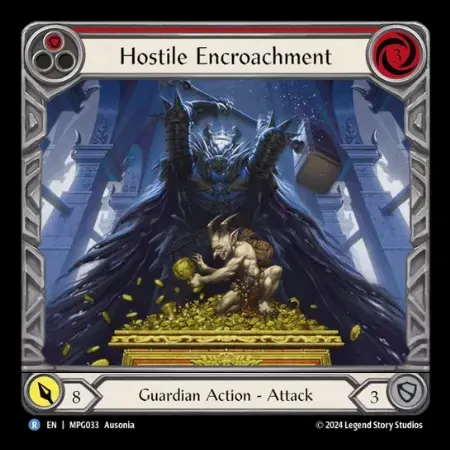 Hostile Encroachment
3
8
Guardian Action - Attack
3
R EN | MPG033 Ausonia
© 2024 Legend Story Studios